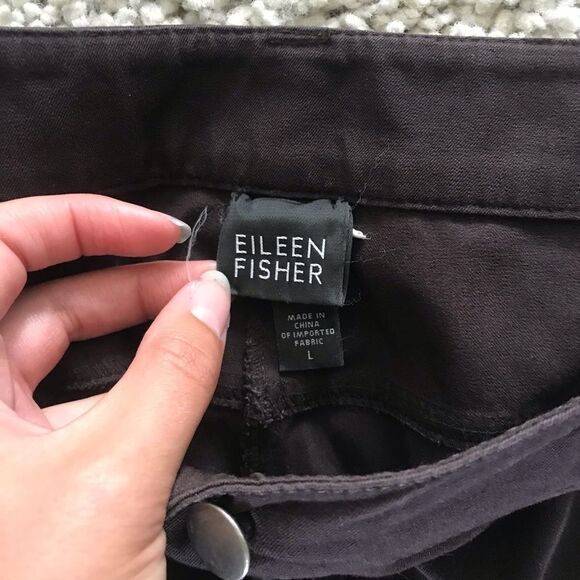 EILEEN
FISHER
MADE IN
CHINA
OF IMPORTED
FABRIC
L